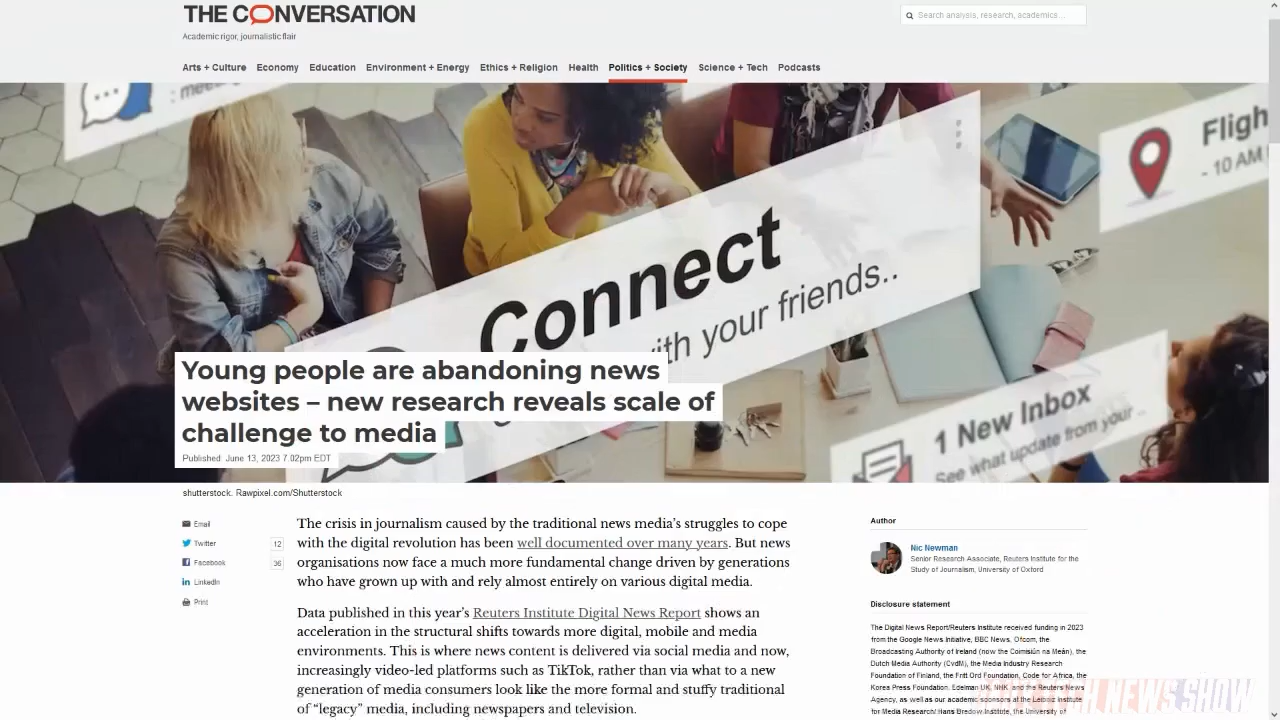 THE CONVERSATION
Academic rigor, journalistic flair
Search analysis, research, academics…
Arts + Culture Economy Education Environment + Energy Ethics + Religion Health Politics + Society Science + Tech Podcasts
Fligh
- 10 AM
Connect
with your friends..
1 New Inbox
See what update from your ..
Young people are abandoning news
websites – new research reveals scale of
challenge to media
Published: June 13, 2023 7.02pm EDT
shutterstock. Rawpixel.com/Shutterstock
Email
Twitter 12
Facebook 36
LinkedIn
Print
The crisis in journalism caused by the traditional news media's struggles to cope
with the digital revolution has been well documented over many years. But news
organisations now face a much more fundamental change driven by generations
who have grown up with and rely almost entirely on various digital media.
Data published in this year's Reuters Institute Digital News Report shows an
acceleration in the structural shifts towards more digital, mobile and media
environments. This is where news content is delivered via social media and now,
increasingly video-led platforms such as TikTok, rather than via what to a new
generation of media consumers look like the more formal and stuffy traditional
of "legacy" media, including newspapers and television.
Author
Nic Newman
Senior Research Associate, Reuters Institute for the
Study of Journalism, University of Oxford
Disclosure statement
The Digital News Report/Reuters Institute received funding in 2023
from the Google News Initiative, BBC News, Ofcom, the
Broadcasting Authority of Ireland (now the Coimisiún na Meán), the
Dutch Media Authority (CvdM), the Media Industry Research
Foundation of Finland, the Fritt Ord Foundation, Code for Africa, the
Korea Press Foundation. Edelman UK, NHK, and the Reuters News
Agency, as well as our academic sponsors at the Leibniz Institute
for Media Research/ Hans Bredow Institute, the University of
NEWS SHOW